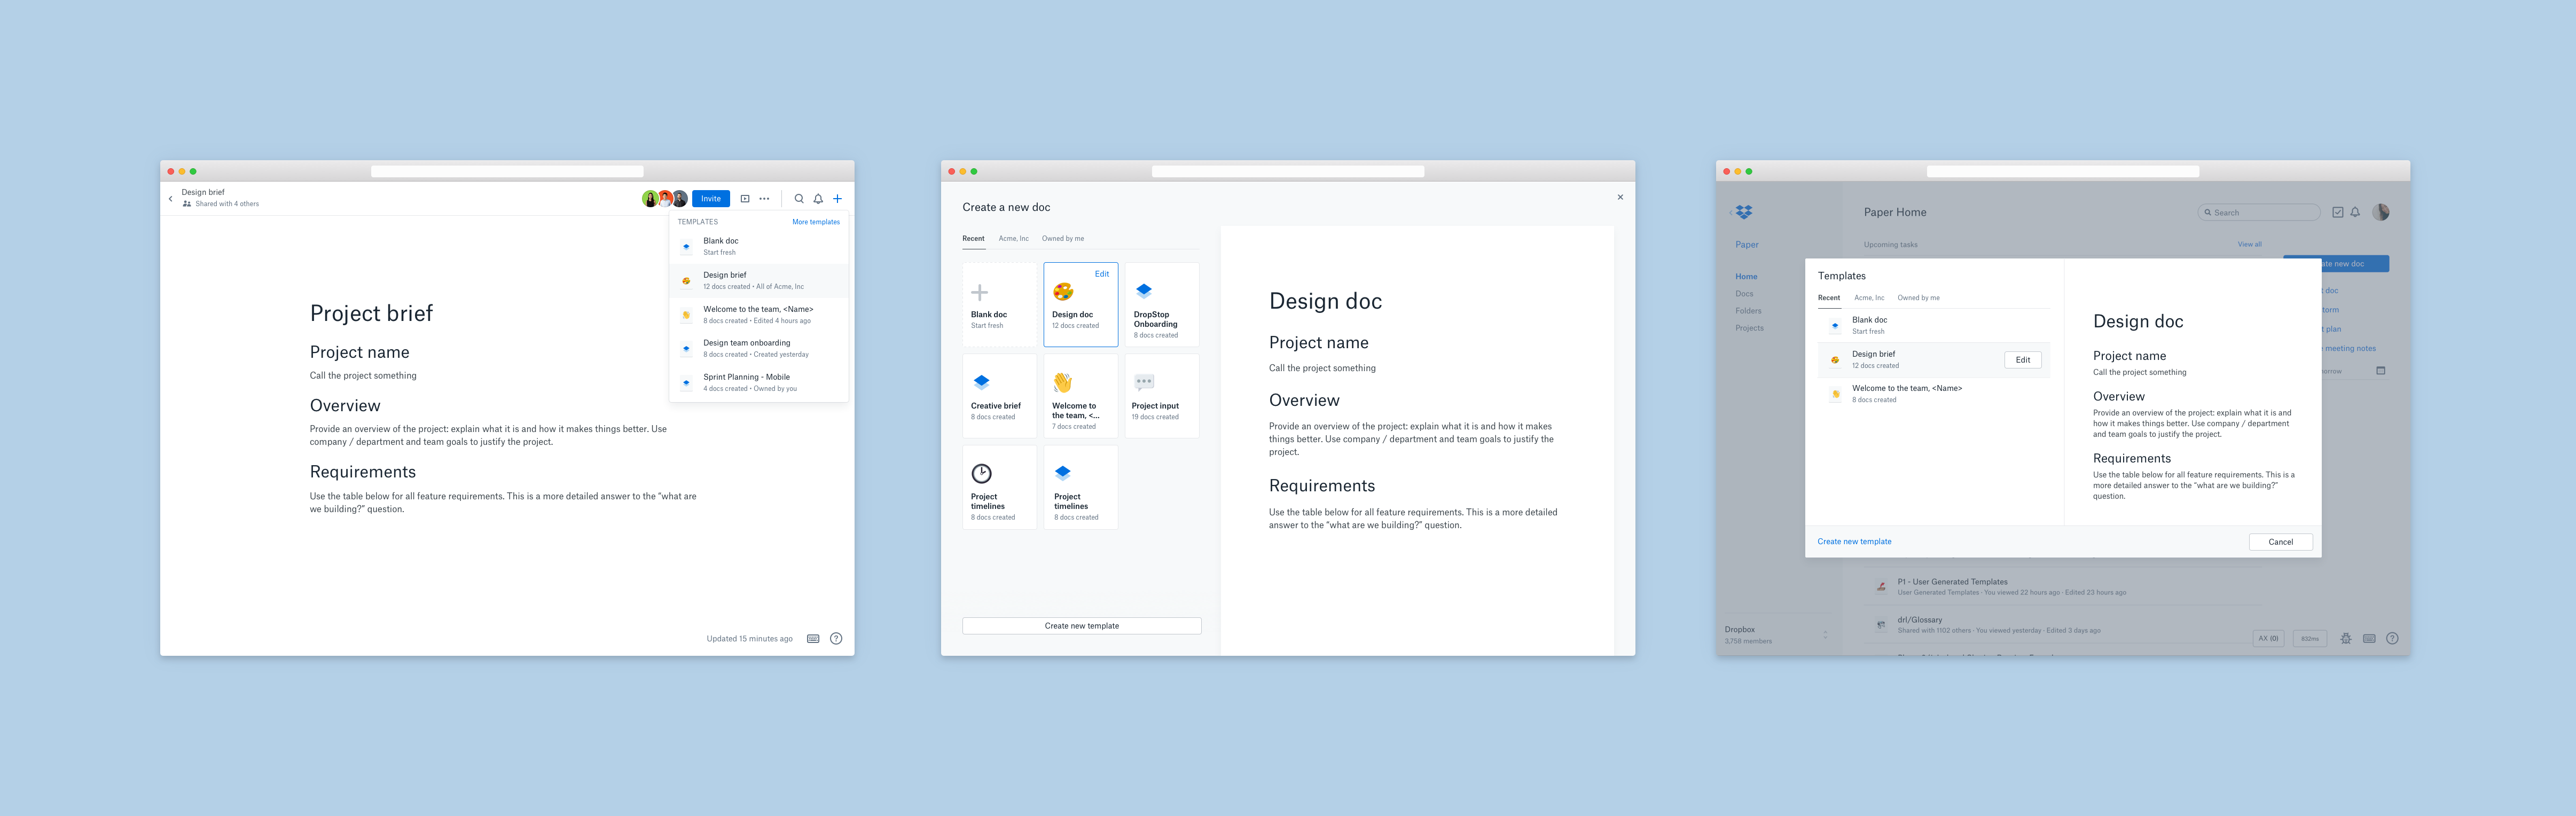 Design brief
Shared with 4 others
Invite
TEMPLATES
More templates
Blank doc
Start fresh
Design brief
12 docs created • All of Acme, Inc
Welcome to the team, <Name>
8 docs created • Edited 4 hours ago
Design team onboarding
8 docs created • Created yesterday
Sprint Planning - Mobile
4 docs created • Owned by you
Project brief
Project name
Call the project something
Overview
Provide an overview of the project: explain what it is and how it makes things better. Use
company / department and team goals to justify the project.
Requirements
Use the table below for all feature requirements. This is a more detailed answer to the "what are
we building?" question.
Updated 15 minutes ago
?
Create a new doc
Recent
Acme, Inc
Owned by me
Blank doc
Start fresh
Edit
Design doc
12 docs created
DropStop
Onboarding
8 docs created
Creative brief
8 docs created
Welcome to
the team, <...
7 docs created
Project input
19 docs created
Project
timelines
8 docs created
Project
timelines
8 docs created
Create new template
Design doc
Project name
Call the project something
Overview
Provide an overview of the project: explain what it is and how it makes
things better. Use company / department and team goals to justify the
project.
Requirements
Use the table below for all feature requirements. This is a more detailed
answer to the "what are we building?" question.
Paper Home
Search
Paper
Upcoming tasks
View all
Home
Docs
Folders
Projects
new doc
doc
plan
meeting notes
Templates
Recent
Acme, Inc
Owned by me
Blank doc
Start fresh
Design brief
12 docs created
Edit
Welcome to the team, <Name>
8 docs created
Design doc
Project name
Call the project something
Overview
Provide an overview of the project: explain what it is and
how it makes things better. Use company / department
and team goals to justify the project.
Requirements
Use the table below for all feature requirements. This is a
more detailed answer to the "what are we building?"
question.
Create new template
Cancel
P1 - User Generated Templates
User Generated Templates · You viewed 22 hours ago · Edited 23 hours ago
drl/Glossary
Shared with 1102 others · You viewed yesterday · Edited 3 days ago
Dropbox
3,758 members
AX (0)
833ms
?